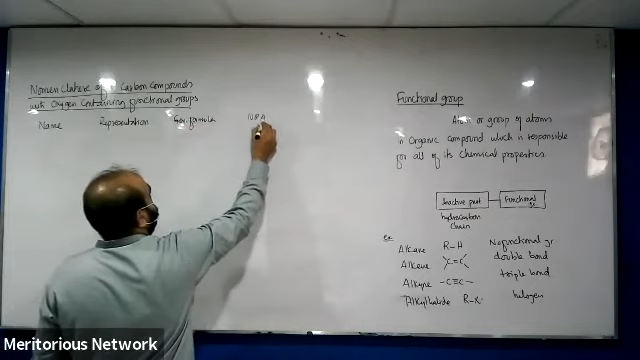 Nomenclature of Carbon Compounds
with Oxygen Containing functional groups
Name Representation Gen. formula IUPA
Functional group
Atom or group of atoms
in Organic compound which is responsible
for all of its Chemical properties.
Inactive part Functional gr
hydrocarbon
chain
ex
Alkane R-H No functional gr
Alkene >C=C< double bond
Alkyne -C≡C- triple bond
Alkylhalide R-X halogen
Meritorious Network